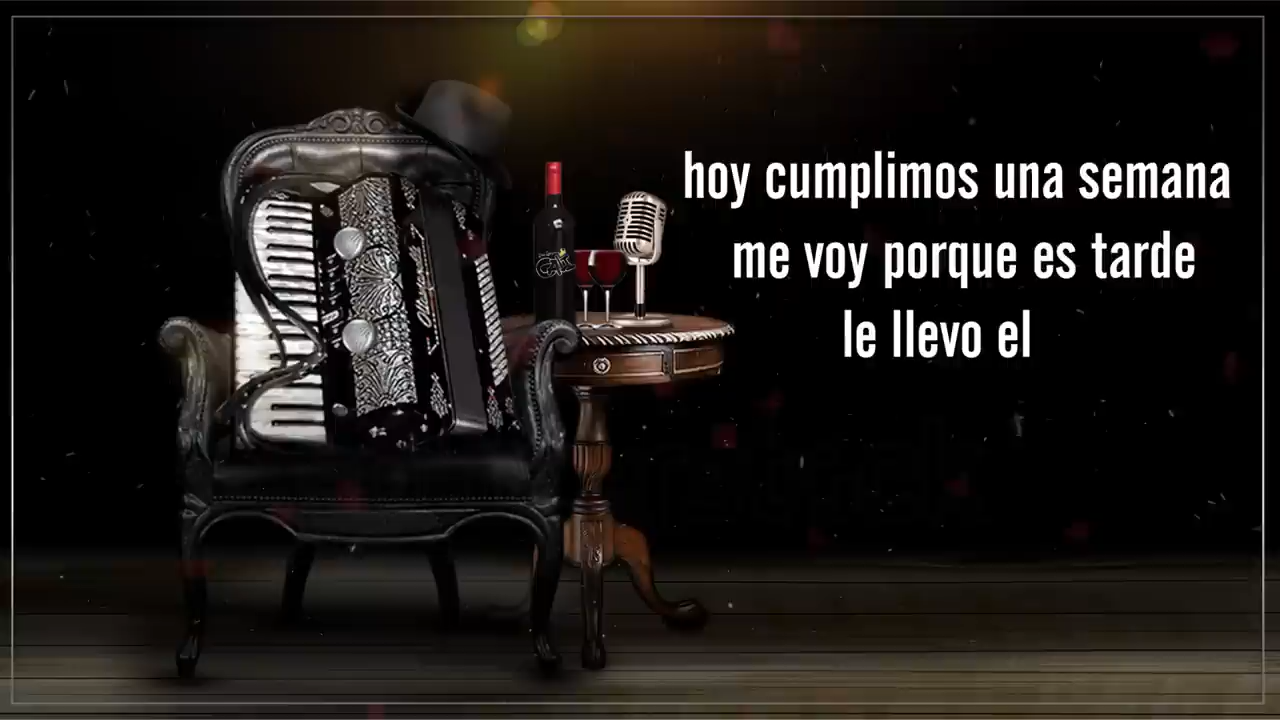 hoy cumplimos una semana
me voy porque es tarde
le llevo el